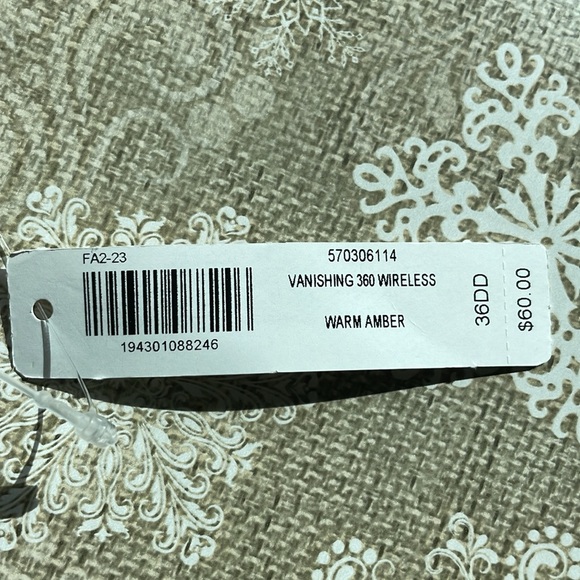 FA2-23
194301088246
570306114
VANISHING 360 WIRELESS
WARM AMBER
36DD
$60.00